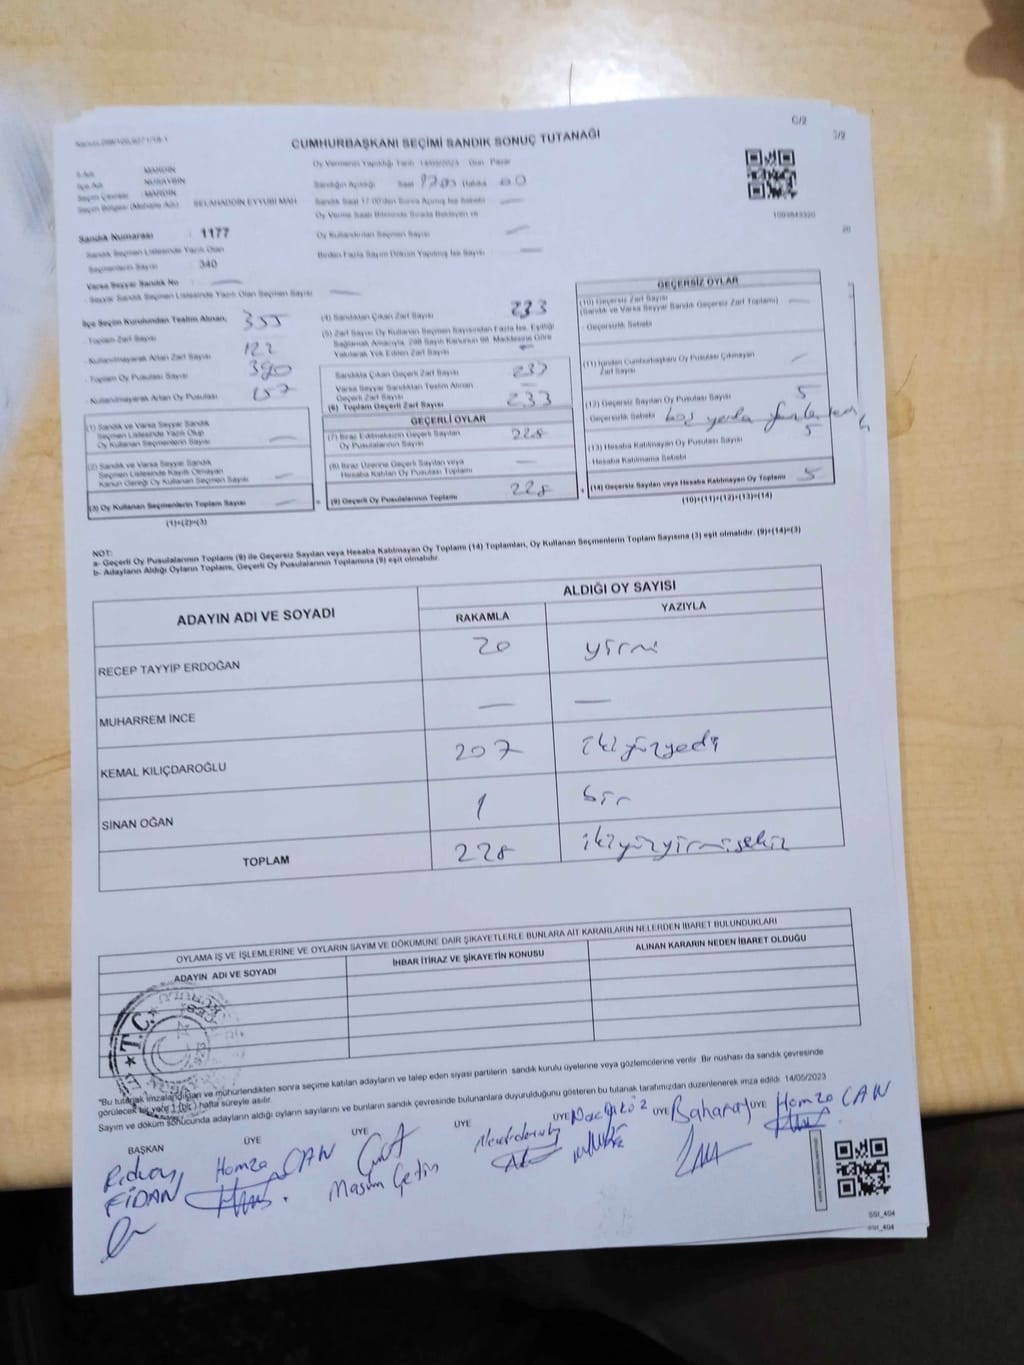 C/2
CUMHURBAŞKANI SEÇİMİ SANDIK SONUÇ TUTANAĞI
Oy Vermenin Yapıldığı Tarih 14/05/2023 Gün Pazar
İl Adı MARDİN
İlçe Adı NUSAYBİN
Seçim Çevresi MARDİN
Seçim Bölgesi (Mahalle Adı) SELAHADDİN EYYUBİ MAH
Sandığın Açıldığı Saat
Sandık Saat 17.00'den Sonra Açılmış İse Sebebi
Oy Verme Saati Bitiminde Sırada Bekleyen ve
Oy Kullandırılan Seçmen Sayısı
Birden Fazla Sayım Döküm Yapılmış İse Sayısı
1093843320
Sandık Numarası : 1177
Sandık Seçmen Listesinde Yazılı Olan
Seçmenlerin Sayısı 340
Varsa Seyyar Sandık No
- Seyyar Sandık Seçmen Listesinde Yazılı Olan Seçmen Sayısı
İlçe Seçim Kurulundan Teslim Alınan; 355
- Toplam Zarf Sayısı
Kullanılmayarak Artan Zarf Sayısı 122
- Toplam Oy Pusulası Sayısı 390
- Kullanılmayarak Artan Oy Pusulası 157
(1) Sandık ve Varsa Seyyar Sandık
Seçmen Listesinde Yazılı Olup
Oy Kullanan Seçmenlerin Sayısı
(2) Sandık ve Varsa Seyyar Sandık
Seçmen Listesinde Kayıtlı Olmayan
Kanun Gereği Oy Kullanan Seçmen Sayısı
(3) Oy Kullanan Seçmenlerin Toplam Sayısı
(1)+(2)=(3)
(4) Sandıktan Çıkan Zarf Sayısı 233
(5) Zarf Sayısı Oy Kullanan Seçmen Sayısından Fazla İse, Eşitliği
Sağlamak Amacıyla, 298 Sayılı Kanunun 98. Maddesine Göre
Yakılarak Yok Edilen Zarf Sayısı
Sandıkta Çıkan Geçerli Zarf Sayısı 233
Varsa Seyyar Sandıktan Teslim Alınan
Geçerli Zarf Sayısı
(6) Toplam Geçerli Zarf Sayısı 233
GEÇERLİ OYLAR
(7) İtiraz Edilmeksizin Geçerli Sayılan
Oy Pusulalarının Sayısı 228
(8) İtiraz Üzerine Geçerli Sayılan veya
Hesaba Katılan Oy Pusulası Toplamı
(9) Geçerli Oy Pusulalarının Toplamı 228
GEÇERSİZ OYLAR
(10) Geçersiz Zarf Sayısı
(Sandık ve Varsa Seyyar Sandık Geçersiz Zarf Toplamı)
- Geçersizlik Sebebi
(11) İçinden Cumhurbaşkanı Oy Pusulası Çıkmayan
Zarf Sayısı
(12) Geçersiz Sayılan Oy Pusulası Sayısı 5
Geçersizlik Sebebi
(13) Hesaba Katılmayan Oy Pusulası Sayısı
- Hesaba Katılmama Sebebi
(14) Geçersiz Sayılan veya Hesaba Katılmayan Oy Toplamı 5
(10)+(11)+(12)+(13)=(14)
NOT:
a- Geçerli Oy Pusulalarının Toplamı (9) ile Geçersiz Sayılan veya Hesaba Katılmayan Oy Toplamı (14) Toplamları, Oy Kullanan Seçmenlerin Toplam Sayısına (3) eşit olmalıdır. (9)+(14)=(3)
b- Adayların Aldığı Oyların Toplamı, Geçerli Oy Pusulalarının Toplamına (9) eşit olmalıdır.
ADAYIN ADI VE SOYADI
ALDIĞI OY SAYISI
RAKAMLA YAZIYLA
RECEP TAYYİP ERDOĞAN 20 yirmi
MUHARREM İNCE — —
KEMAL KILIÇDAROĞLU 207 ikiyüzyedi
SİNAN OĞAN 1 bir
TOPLAM 228 ikiyüzyirmisekiz
OYLAMA İŞ VE İŞLEMLERİNE VE OYLARIN SAYIM VE DÖKÜMÜNE DAİR ŞİKAYETLERLE BUNLARA AİT KARARLARIN NELERDEN İBARET BULUNDUKLARI
ADAYIN ADI VE SOYADI
İHBAR İTİRAZ VE ŞİKAYETİN KONUSU
ALINAN KARARIN NEDEN İBARET OLDUĞU
T.C.
"Bu tutanak imzalandıktan ve mühürlendikten sonra seçime katılan adayların ve talep eden siyasi partilerin sandık kurulu üyelerine veya gözlemcilerine verilir. Bir nüshası da sandık çevresinde
görülecek bir yere 1 (bir) hafta süreyle asılır.
Sayım ve döküm sonucunda adayların aldığı oyların sayılarını ve bunların sandık çevresinde bulunanlara duyurulduğunu gösteren bu tutanak tarafımızdan düzenlenerek imza edildi. 14/05/2023
BAŞKAN ÜYE ÜYE ÜYE ÜYE ÜYE ÜYE
Rıdvan FİDAN
Hamza CAN
Masum Çetin
Hamza CAN
SSI_404
SSI_404